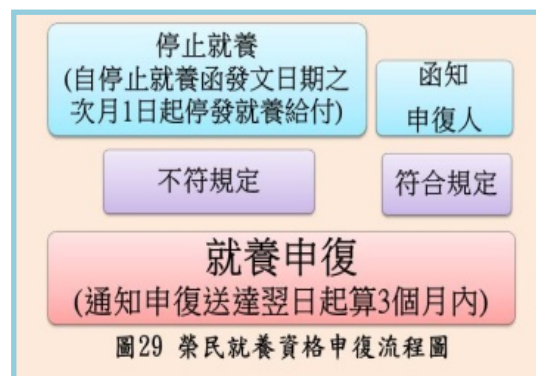 停止就養
(自停止就養函發文日期之
次月1日起停發就養給付)
函知
申復人
不符規定
符合規定
就養申復
(通知申復送達翌日起算3個月內)
圖29 榮民就養資格申復流程圖